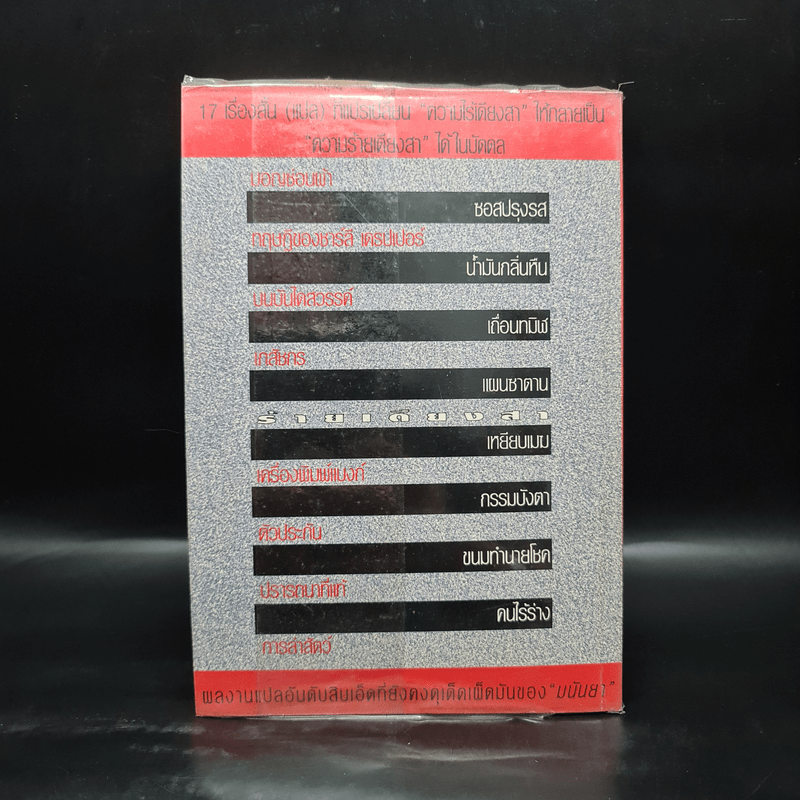 17 เรื่องสั้น (แปล) ที่แปรเปลี่ยน "ความไร้เดียงสา" ให้กลายเป็น
"ความร้ายเดียงสา" ได้ในบัดดล
มอญซ่อนผ้า
ซอสปรุงรส
ทฤษฎีของชาร์ลี เดรปเปอร์
น้ำมันกลิ่นหืน
บนบันไดสวรรค์
เถื่อนทมิฬ
เภสัชกร
แผนซาตาน
ร้ายเดียงสา
เหยียบเมฆ
เครื่องพิมพ์แบงก์
กรรมบังตา
ตัวประกัน
ขนมทำนายโชค
ปรารถนาที่แท้
คนไร้ร่าง
การล่าสัตว์
ผลงานแปลอันดับสิบเอ็ดที่ยังคงดุเด็ดเผ็ดมันของ "มนันยา"